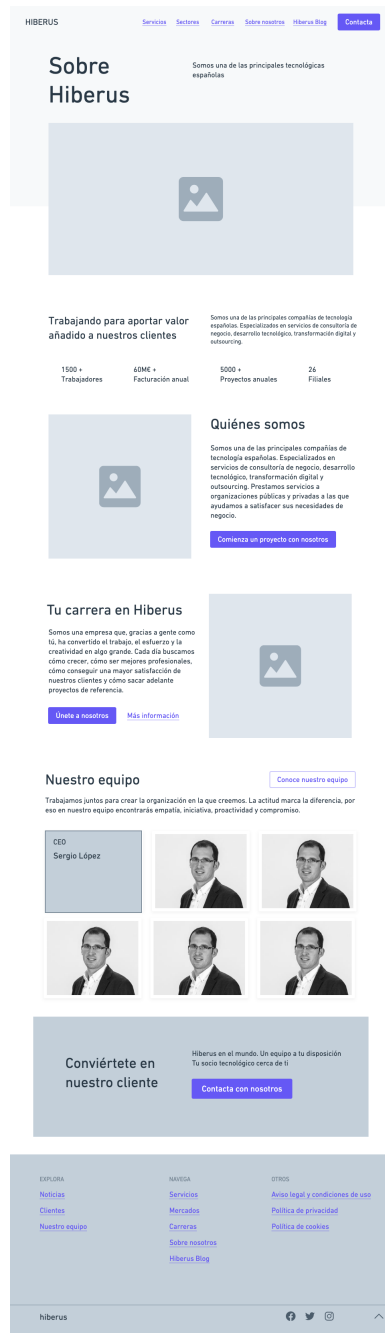 HIBERUS
Servicios Sectores Carreras Sobre nosotros Hiberus Blog Contacta
Sobre
Hiberus
Somos una de las principales tecnológicas
españolas
Trabajando para aportar valor
añadido a nuestros clientes
Somos una de las principales compañías de tecnología
españolas. Especializados en servicios de consultoría de
negocio, desarrollo tecnológico, transformación digital y
outsourcing.
1500 +
Trabajadores
60M€ +
Facturación anual
5000 +
Proyectos anuales
26
Filiales
Quiénes somos
Somos una de las principales compañías de
tecnología españolas. Especializados en
servicios de consultoría de negocio, desarrollo
tecnológico, transformación digital y
outsourcing. Prestamos servicios a
organizaciones públicas y privadas a las que
ayudamos a satisfacer sus necesidades de
negocio.
Comienza un proyecto con nosotros
Tu carrera en Hiberus
Somos una empresa que, gracias a gente como
tú, ha convertido el trabajo, el esfuerzo y la
creatividad en algo grande. Cada día buscamos
cómo crecer, cómo ser mejores profesionales,
cómo conseguir una mayor satisfacción de
nuestros clientes y cómo sacar adelante
proyectos de referencia.
Únete a nosotros Más información
Nuestro equipo
Conoce nuestro equipo
Trabajamos juntos para crear la organización en la que creemos. La actitud marca la diferencia, por
eso en nuestro equipo encontrarás empatía, iniciativa, proactividad y compromiso.
CEO
Sergio López
Conviértete en
nuestro cliente
Hiberus en el mundo. Un equipo a tu disposición
Tu socio tecnológico cerca de ti
Contacta con nosotros
EXPLORA
Noticias
Clientes
Nuestro equipo
NAVEGA
Servicios
Mercados
Carreras
Sobre nosotros
Hiberus Blog
OTROS
Aviso legal y condiciones de uso
Política de privacidad
Política de cookies
hiberus